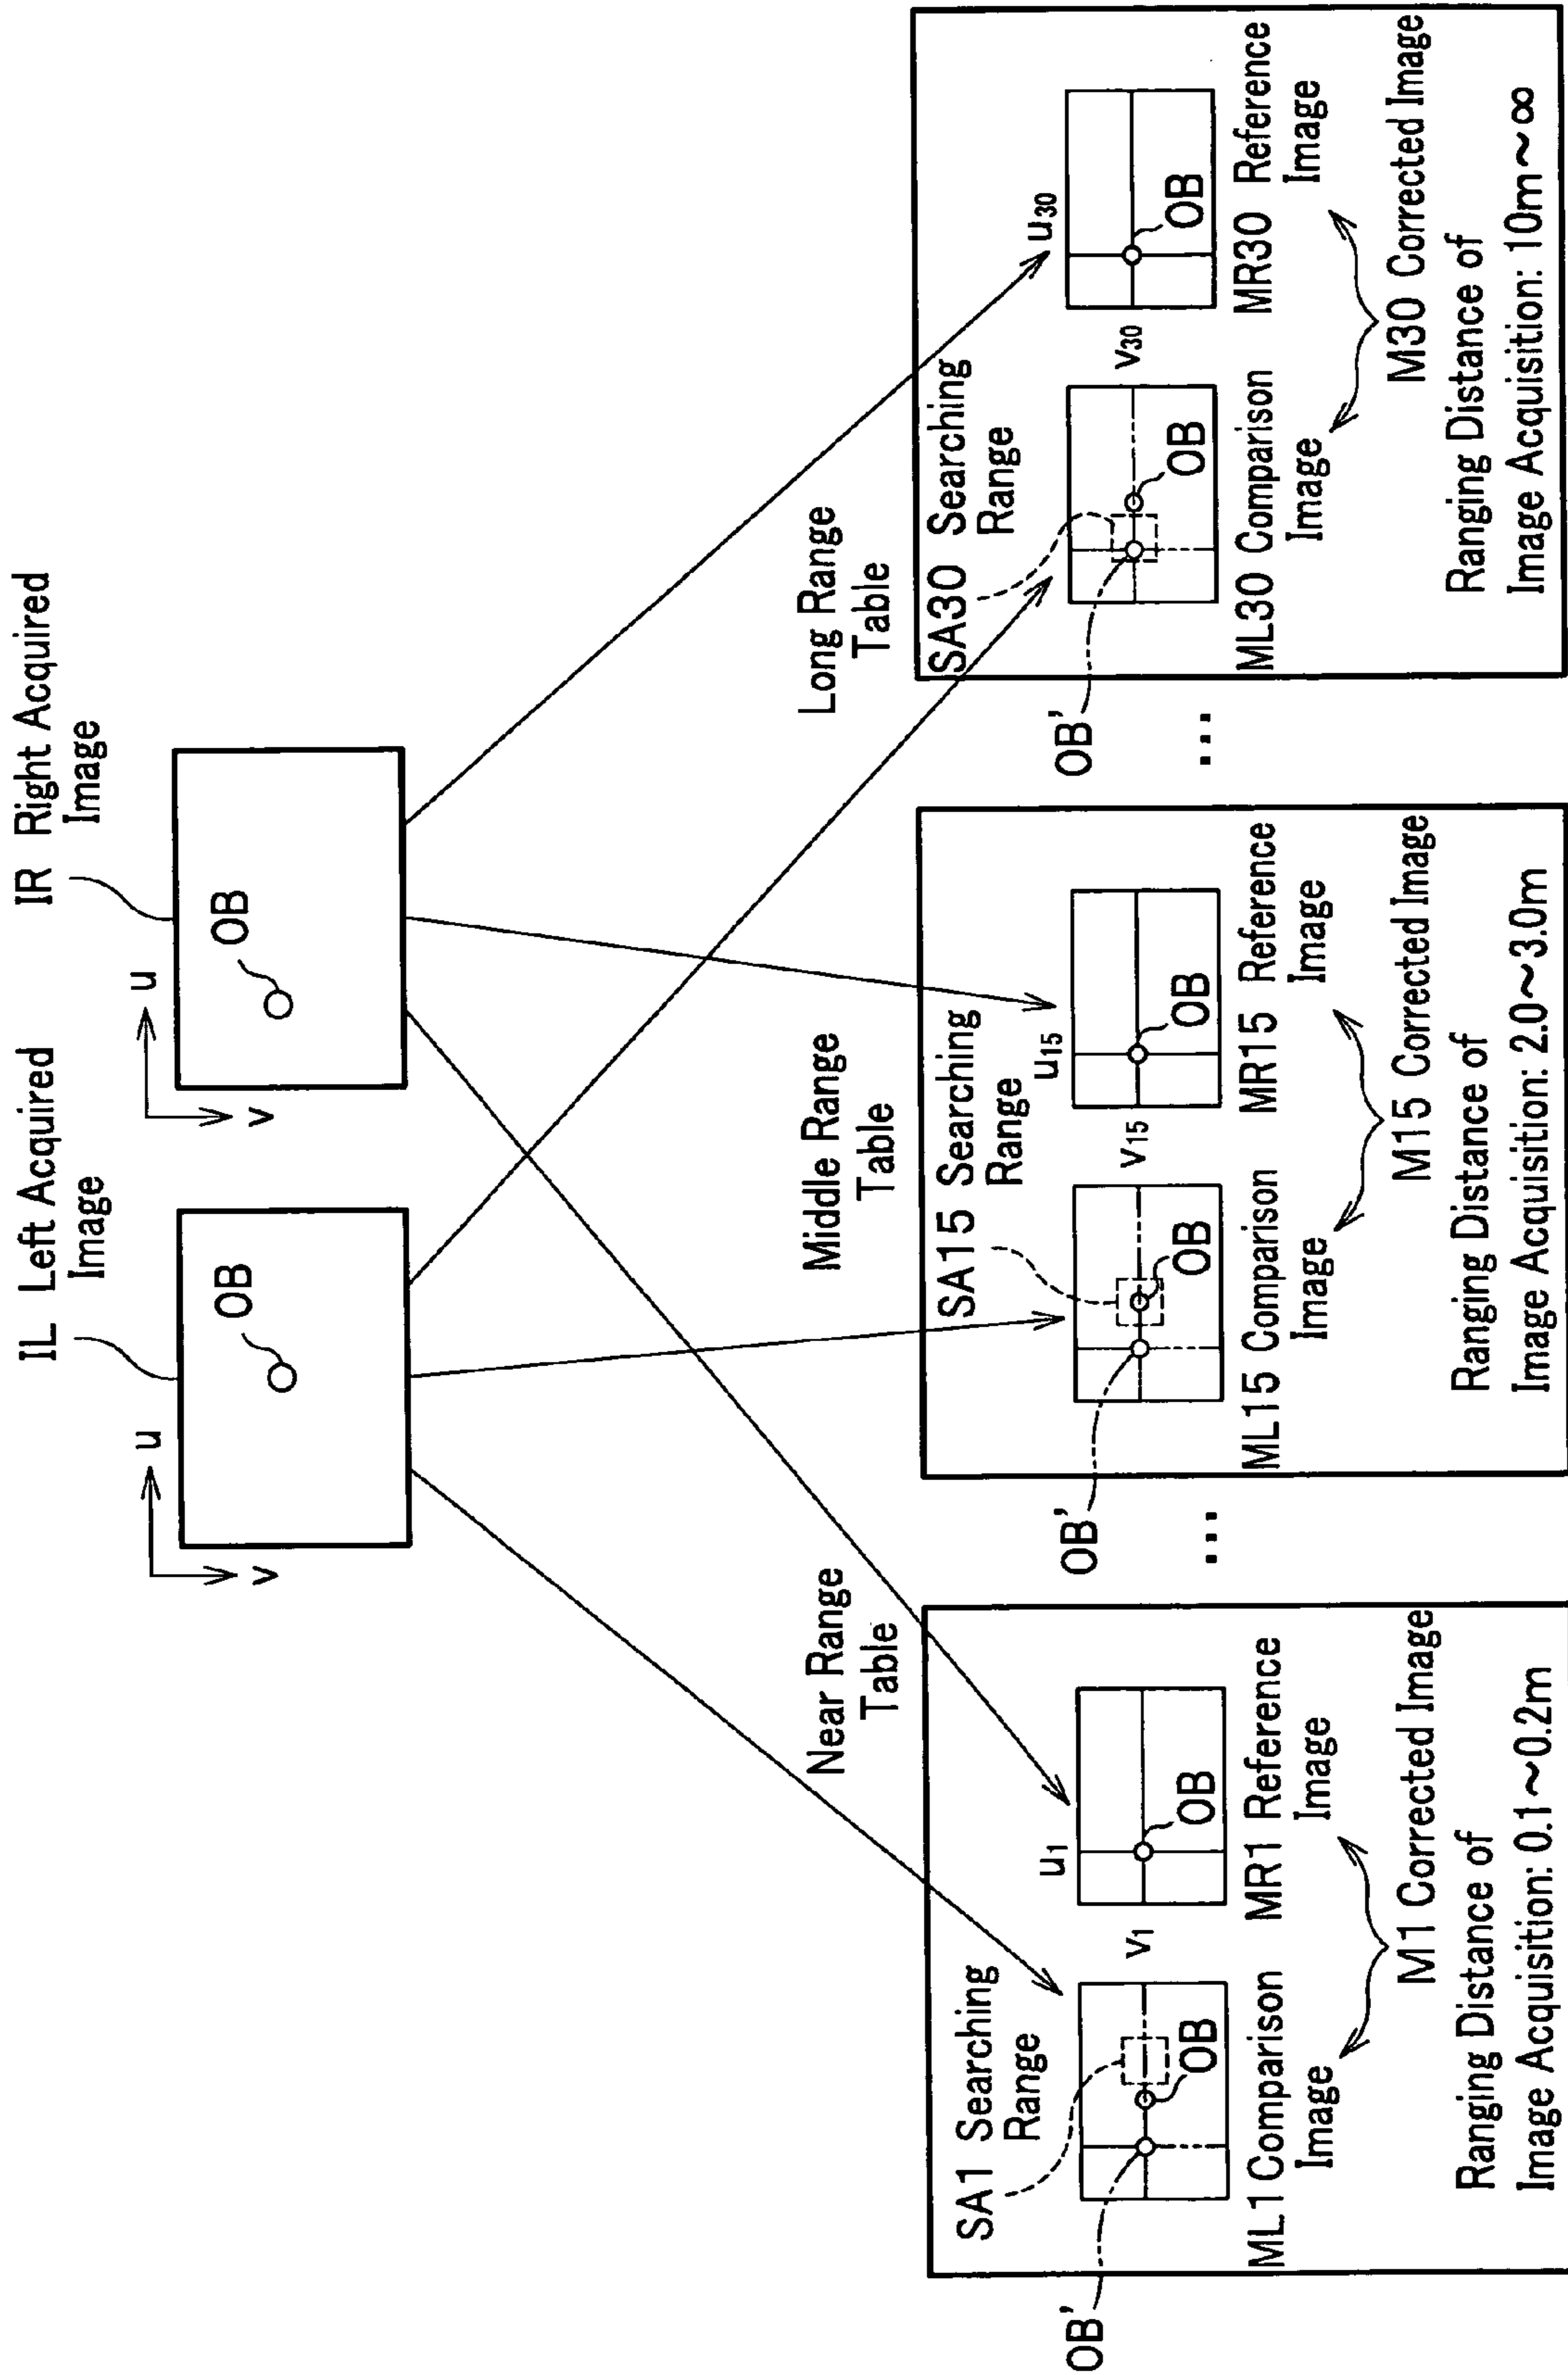 IL Left Acquired
Image
u
v
OB
IR Right Acquired
Image
u
v
OB
Near Range
Table
SA1 Searching
Range
OB'
OB
v1
u1
OB
ML1 Comparison
Image
MR1 Reference
Image
M1 Corrected Image
Ranging Distance of
Image Acquisition: 0.1~0.2m
...
Middle Range
Table
SA15 Searching
Range
OB'
OB
v15
u15
OB
ML15 Comparison
Image
MR15 Reference
Image
M15 Corrected Image
Ranging Distance of
Image Acquisition: 2.0~3.0m
...
Long Range
Table
SA30 Searching
Range
OB'
OB
v30
u30
OB
ML30 Comparison
Image
MR30 Reference
Image
M30 Corrected Image
Ranging Distance of
Image Acquisition: 10m~∞